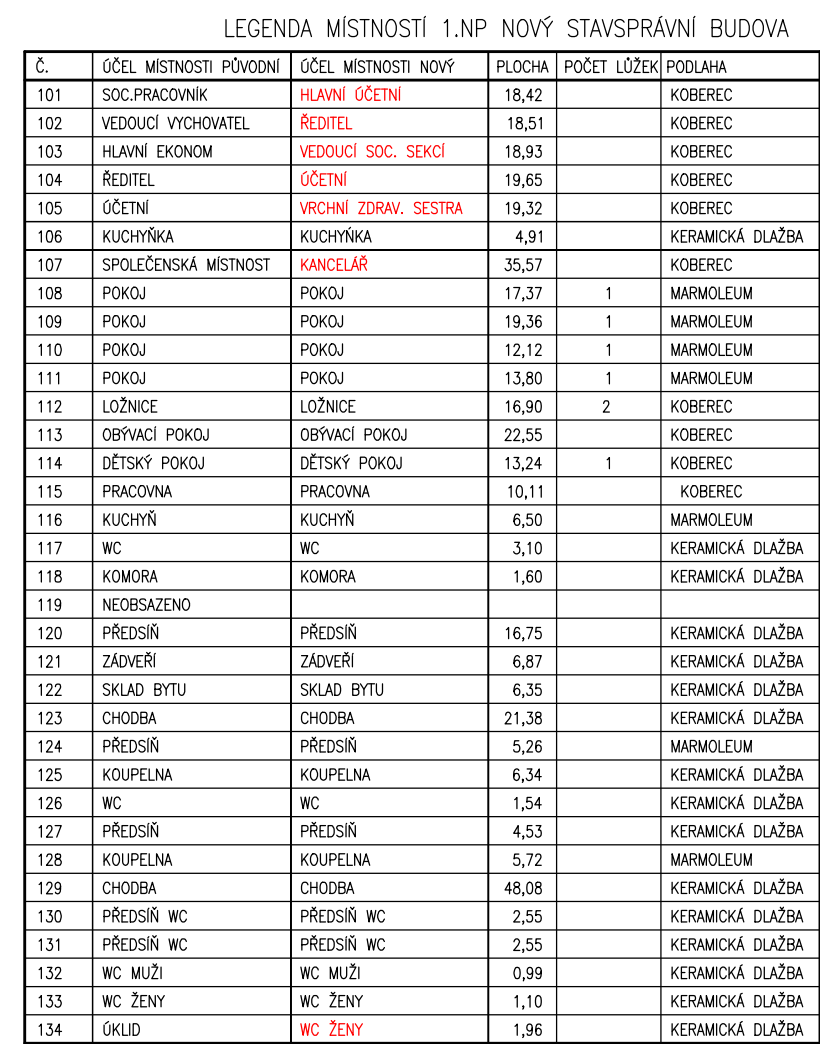 LEGENDA MÍSTNOSTÍ 1.NP NOVÝ STAVSPRÁVNÍ BUDOVA
Č. ÚČEL MÍSTNOSTI PŮVODNÍ ÚČEL MÍSTNOSTI NOVÝ PLOCHA POČET LŮŽEK PODLAHA
101 SOC.PRACOVNÍK HLAVNÍ ÚČETNÍ 18,42 KOBEREC
102 VEDOUCÍ VYCHOVATEL ŘEDITEL 18,51 KOBEREC
103 HLAVNÍ EKONOM VEDOUCÍ SOC. SEKCÍ 18,93 KOBEREC
104 ŘEDITEL ÚČETNÍ 19,65 KOBEREC
105 ÚČETNÍ VRCHNÍ ZDRAV. SESTRA 19,32 KOBEREC
106 KUCHYŇKA KUCHYŃKA 4,91 KERAMICKÁ DLAŽBA
107 SPOLEČENSKÁ MÍSTNOST KANCELÁŘ 35,57 KOBEREC
108 POKOJ POKOJ 17,37 1 MARMOLEUM
109 POKOJ POKOJ 19,36 1 MARMOLEUM
110 POKOJ POKOJ 12,12 1 MARMOLEUM
111 POKOJ POKOJ 13,80 1 MARMOLEUM
112 LOŽNICE LOŽNICE 16,90 2 KOBEREC
113 OBÝVACÍ POKOJ OBÝVACÍ POKOJ 22,55 KOBEREC
114 DĚTSKÝ POKOJ DĚTSKÝ POKOJ 13,24 1 KOBEREC
115 PRACOVNA PRACOVNA 10,11 KOBEREC
116 KUCHYŇ KUCHYŇ 6,50 MARMOLEUM
117 WC WC 3,10 KERAMICKÁ DLAŽBA
118 KOMORA KOMORA 1,60 KERAMICKÁ DLAŽBA
119 NEOBSAZENO
120 PŘEDSÍŇ PŘEDSÍŇ 16,75 KERAMICKÁ DLAŽBA
121 ZÁDVEŘÍ ZÁDVEŘÍ 6,87 KERAMICKÁ DLAŽBA
122 SKLAD BYTU SKLAD BYTU 6,35 KERAMICKÁ DLAŽBA
123 CHODBA CHODBA 21,38 KERAMICKÁ DLAŽBA
124 PŘEDSÍŇ PŘEDSÍŇ 5,26 MARMOLEUM
125 KOUPELNA KOUPELNA 6,34 KERAMICKÁ DLAŽBA
126 WC WC 1,54 KERAMICKÁ DLAŽBA
127 PŘEDSÍŇ PŘEDSÍŇ 4,53 KERAMICKÁ DLAŽBA
128 KOUPELNA KOUPELNA 5,72 MARMOLEUM
129 CHODBA CHODBA 48,08 KERAMICKÁ DLAŽBA
130 PŘEDSÍŇ WC PŘEDSÍŇ WC 2,55 KERAMICKÁ DLAŽBA
131 PŘEDSÍŇ WC PŘEDSÍŇ WC 2,55 KERAMICKÁ DLAŽBA
132 WC MUŽI WC MUŽI 0,99 KERAMICKÁ DLAŽBA
133 WC ŽENY WC ŽENY 1,10 KERAMICKÁ DLAŽBA
134 ÚKLID WC ŽENY 1,96 KERAMICKÁ DLAŽBA